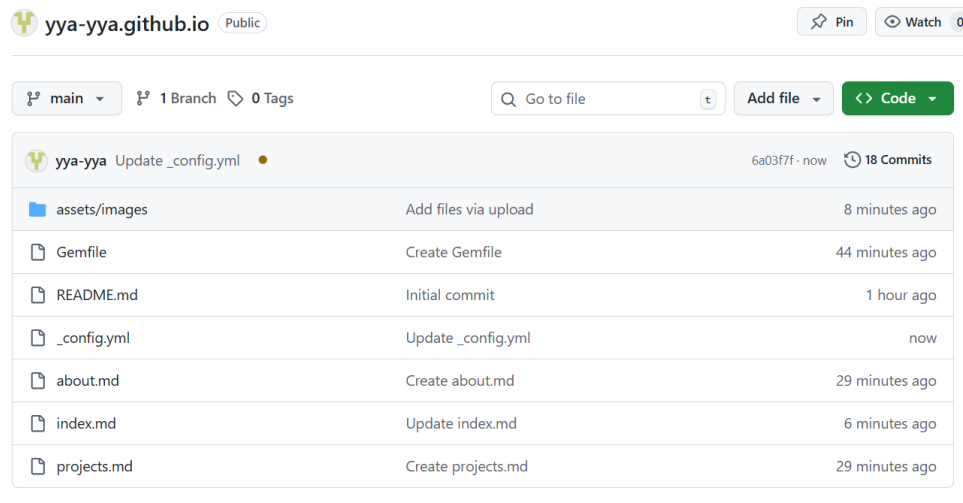 yya-yya.github.io Public Pin Watch 0
main 1 Branch 0 Tags Go to file t Add file Code
yya-yya Update _config.yml 6a03f7f · now 18 Commits
assets/images Add files via upload 8 minutes ago
Gemfile Create Gemfile 44 minutes ago
README.md Initial commit 1 hour ago
_config.yml Update _config.yml now
about.md Create about.md 29 minutes ago
index.md Update index.md 6 minutes ago
projects.md Create projects.md 29 minutes ago